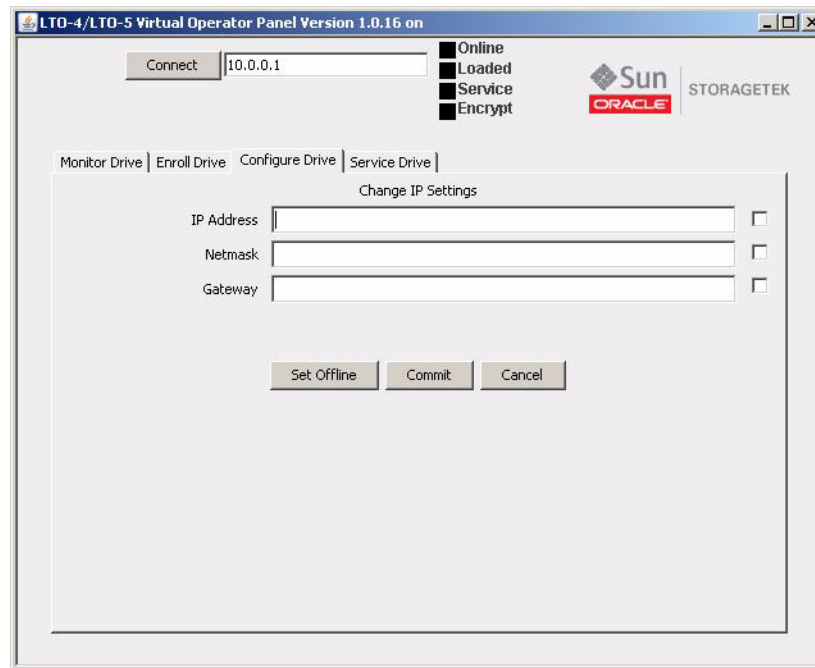 LTO-4/LTO-5 Virtual Operator Panel Version 1.0.16 on
Connect
10.0.0.1
Online
Loaded
Service
Encrypt
Sun
ORACLE
STORAGETEK
Monitor Drive
Enroll Drive
Configure Drive
Service Drive
Change IP Settings
IP Address
Netmask
Gateway
Set Offline
Commit
Cancel